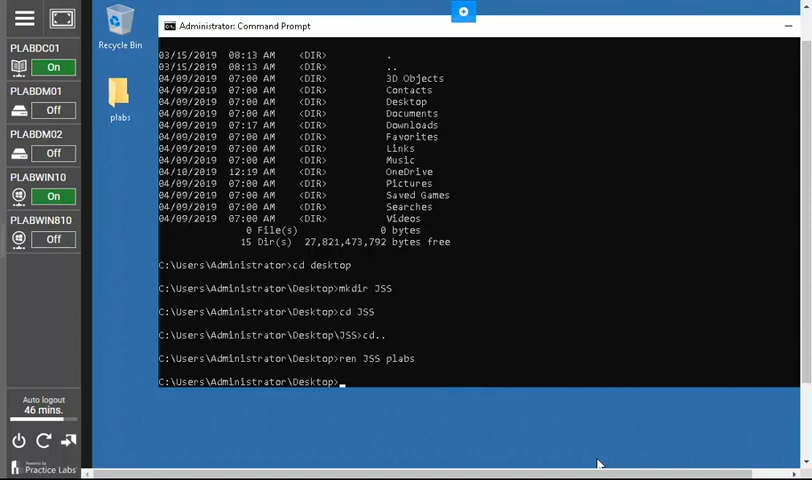 PLABDC01
On
PLABDM01
Off
PLABDM02
Off
PLABWIN10
On
PLABWIN810
Off
Auto logout
46 mins.
Powered by
Practice Labs
Recycle Bin
plabs
Administrator: Command Prompt
03/15/2019 08:13 AM <DIR> .
03/15/2019 08:13 AM <DIR> ..
04/09/2019 07:00 AM <DIR> 3D Objects
04/09/2019 07:00 AM <DIR> Contacts
04/09/2019 07:00 AM <DIR> Desktop
04/09/2019 07:00 AM <DIR> Documents
04/09/2019 07:17 AM <DIR> Downloads
04/09/2019 07:00 AM <DIR> Favorites
04/09/2019 07:00 AM <DIR> Links
04/09/2019 07:00 AM <DIR> Music
04/10/2019 12:19 AM <DIR> OneDrive
04/09/2019 07:00 AM <DIR> Pictures
04/09/2019 07:00 AM <DIR> Saved Games
04/09/2019 07:00 AM <DIR> Searches
04/09/2019 07:00 AM <DIR> Videos
0 File(s) 0 bytes
15 Dir(s) 27,821,473,792 bytes free
C:\Users\Administrator>cd desktop
C:\Users\Administrator\Desktop>mkdir JSS
C:\Users\Administrator\Desktop>cd JSS
C:\Users\Administrator\Desktop\JSS>cd..
C:\Users\Administrator\Desktop>ren JSS plabs
C:\Users\Administrator\Desktop>